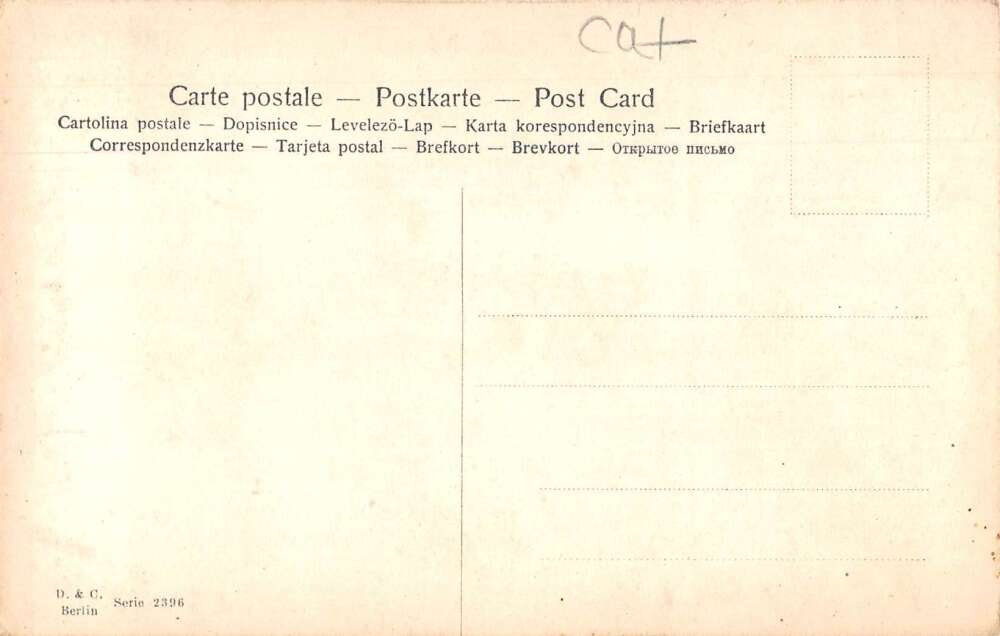 cat
Carte postale — Postkarte — Post Card
Cartolina postale — Dopisnice — Levelezö-Lap — Karta korespondencyjna — Briefkaart
Correspondenzkarte — Tarjeta postal — Brefkort — Brevkort — Открытое письмо
D. & C.
Berlin Serie 2396